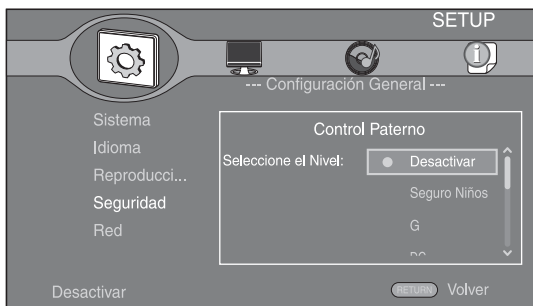 SETUP
--- Configuración General ---
Sistema
Idioma
Reproducci...
Seguridad
Red
Control Paterno
Seleccione el Nivel:
Desactivar
Seguro Niños
G
Desactivar
RETURN Volver